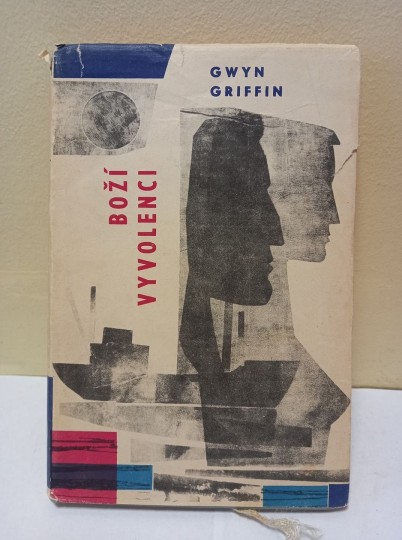 GWYN
GRIFFIN
BOŽÍ
VYVOLENCI